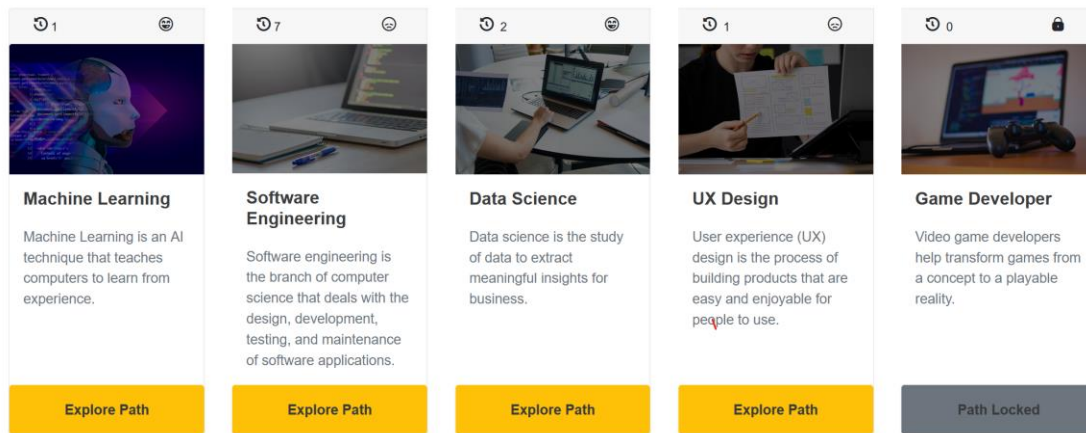 1
7
2
1
0
Machine Learning
Machine Learning is an AI
technique that teaches
computers to learn from
experience.
Explore Path
Software
Engineering
Software engineering is
the branch of computer
science that deals with the
design, development,
testing, and maintenance
of software applications.
Explore Path
Data Science
Data science is the study
of data to extract
meaningful insights for
business.
Explore Path
UX Design
User experience (UX)
design is the process of
building products that are
easy and enjoyable for
people to use.
Explore Path
Game Developer
Video game developers
help transform games from
a concept to a playable
reality.
Path Locked